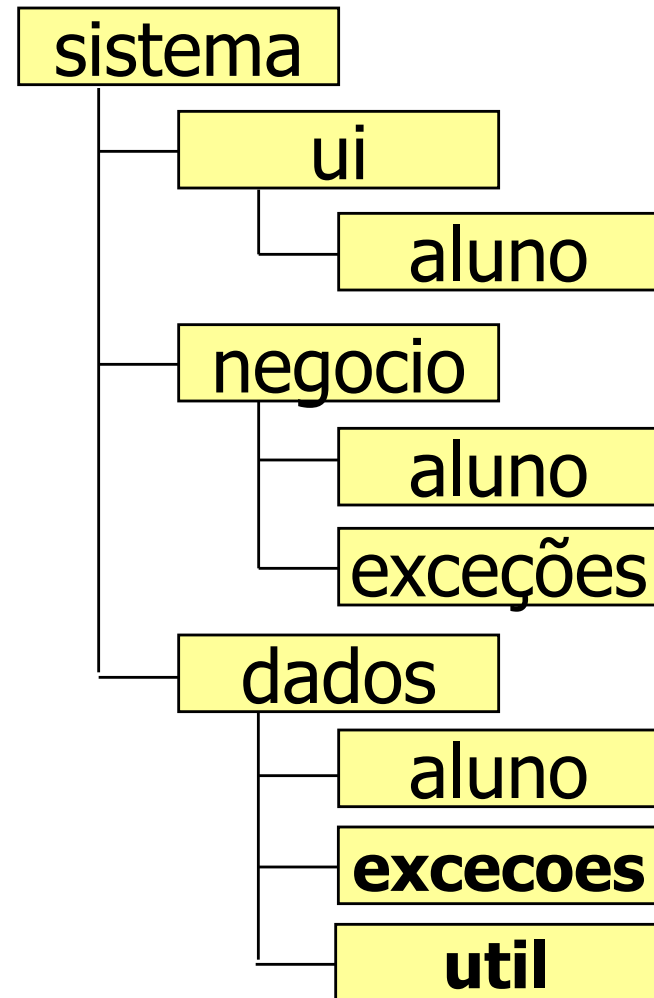 sistema
ui
aluno
negocio
aluno
exceções
dados
aluno
excecoes
util